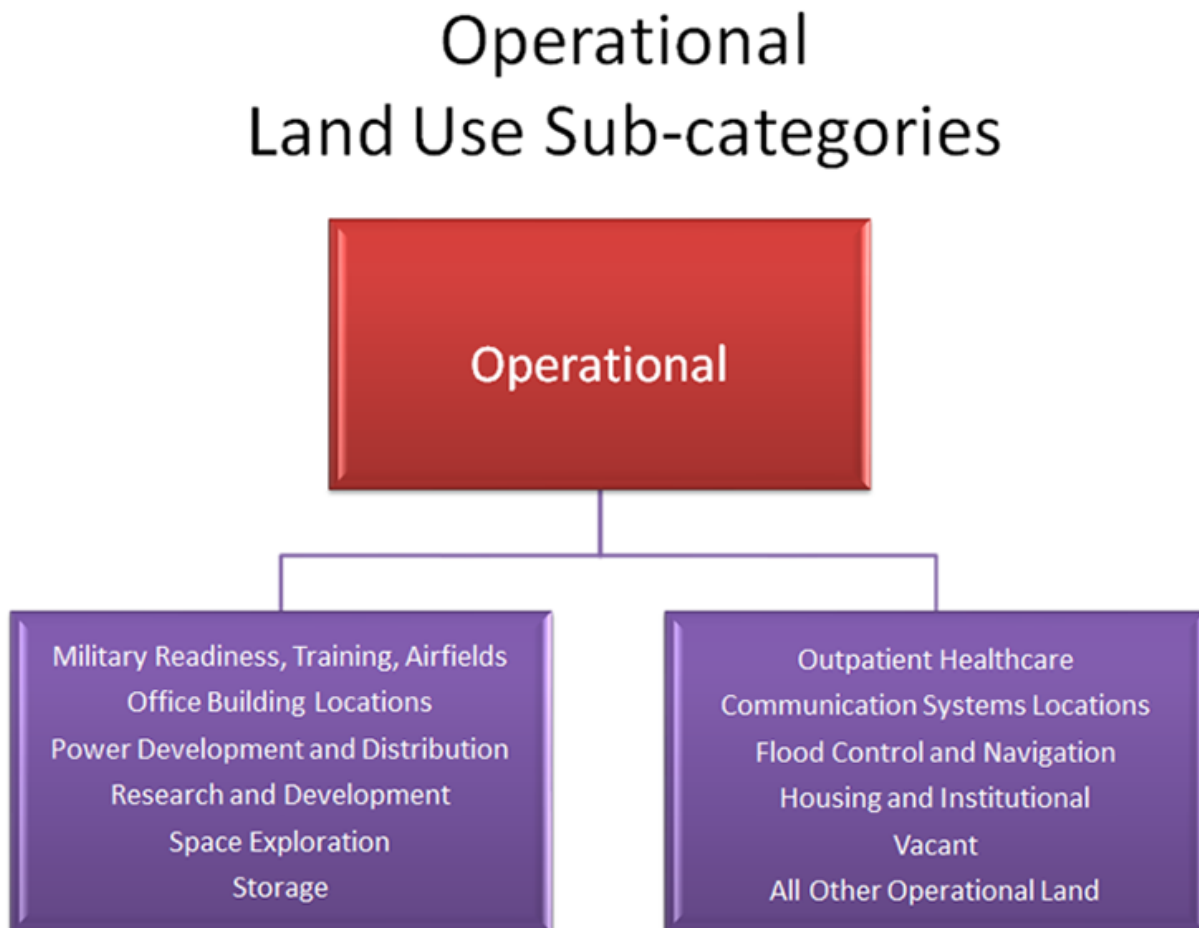 Operational
Land Use Sub-categories
Operational
Military Readiness, Training, Airfields
Office Building Locations
Power Development and Distribution
Research and Development
Space Exploration
Storage
Outpatient Healthcare
Communication Systems Locations
Flood Control and Navigation
Housing and Institutional
Vacant
All Other Operational Land